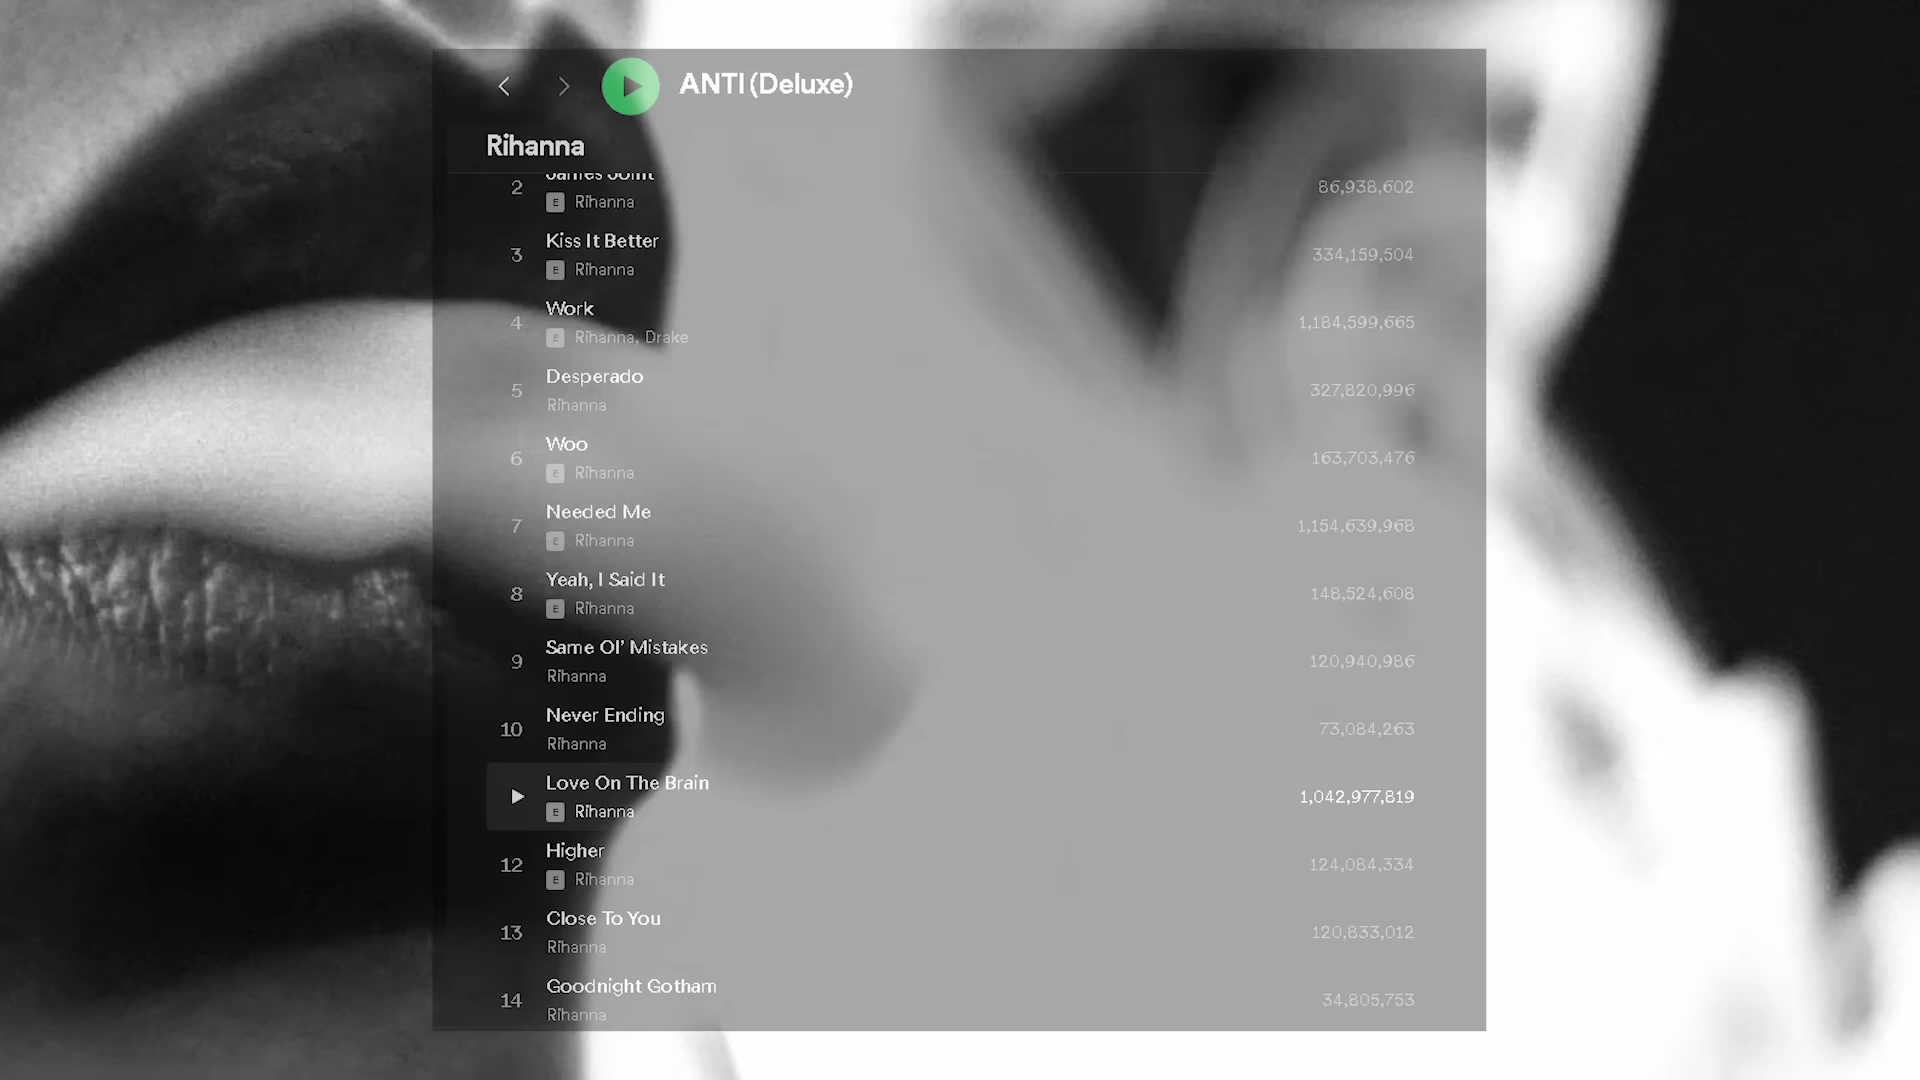 ANTI (Deluxe)
Rihanna
2 James Joint 86,938,602
E Rihanna
3 Kiss It Better 334,159,504
E Rihanna
4 Work 1,184,599,665
E Rihanna, Drake
5 Desperado 327,820,996
Rihanna
6 Woo 163,703,476
E Rihanna
7 Needed Me 1,154,639,968
E Rihanna
8 Yeah, I Said It 148,524,608
E Rihanna
9 Same Ol’ Mistakes 120,940,986
Rihanna
10 Never Ending 73,084,263
Rihanna
Love On The Brain 1,042,977,819
E Rihanna
12 Higher 124,084,334
E Rihanna
13 Close To You 120,833,012
Rihanna
14 Goodnight Gotham 34,805,753
Rihanna